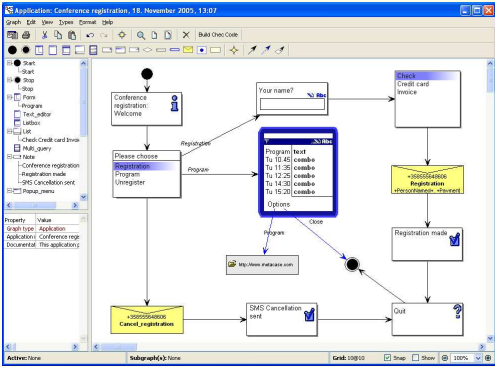 Application: Conference registration, 18. November 2005, 13:07
Graph Edit View Types Format Help
Build Chec Code
Start
Start
Stop
Stop
Form
Program
Text_editor
Listbox
List
Check Credit card Invoi
Multi_query
Note
Conference registration
Registration made
SMS Cancellation sent
Popup_menu
Property Value
Graph type Application
Application Conference regi
Documentat This application p
Conference
registration:
Welcome
Please choose
Registration
Program
Unregister
Registration
Program
Your name?
Abc
Abc
Program text
Tu 10.45 combo
Tu 11:35 combo
Tu 12:25 combo
Tu 14:30 combo
Tu 15:20 combo
Options
Program
Close
http://www.metacase.com
Check
Credit card
Invoice
+358555648606
Registration
+PersonName+, +Payment
Registration made
Quit
SMS Cancellation
sent
+358555648606
Cancel_registration
Active: None
Subgraph(s): None
Grid: 10@10
Snap
Show
100%